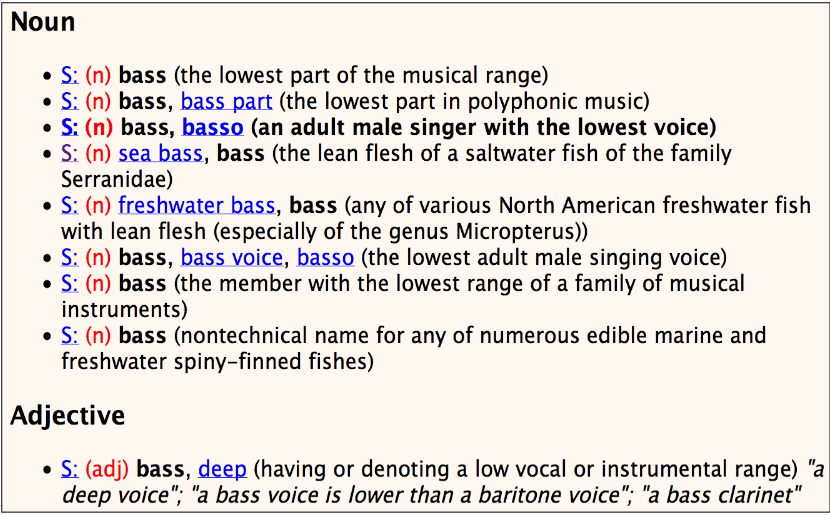 Noun
• S: (n) bass (the lowest part of the musical range)
• S: (n) bass, bass part (the lowest part in polyphonic music)
• S: (n) bass, basso (an adult male singer with the lowest voice)
• S: (n) sea bass, bass (the lean flesh of a saltwater fish of the family
Serranidae)
• S: (n) freshwater bass, bass (any of various North American freshwater fish
with lean flesh (especially of the genus Micropterus))
• S: (n) bass, bass voice, basso (the lowest adult male singing voice)
• S: (n) bass (the member with the lowest range of a family of musical
instruments)
• S: (n) bass (nontechnical name for any of numerous edible marine and
freshwater spiny-finned fishes)
Adjective
• S: (adj) bass, deep (having or denoting a low vocal or instrumental range) "a
deep voice"; "a bass voice is lower than a baritone voice"; "a bass clarinet"